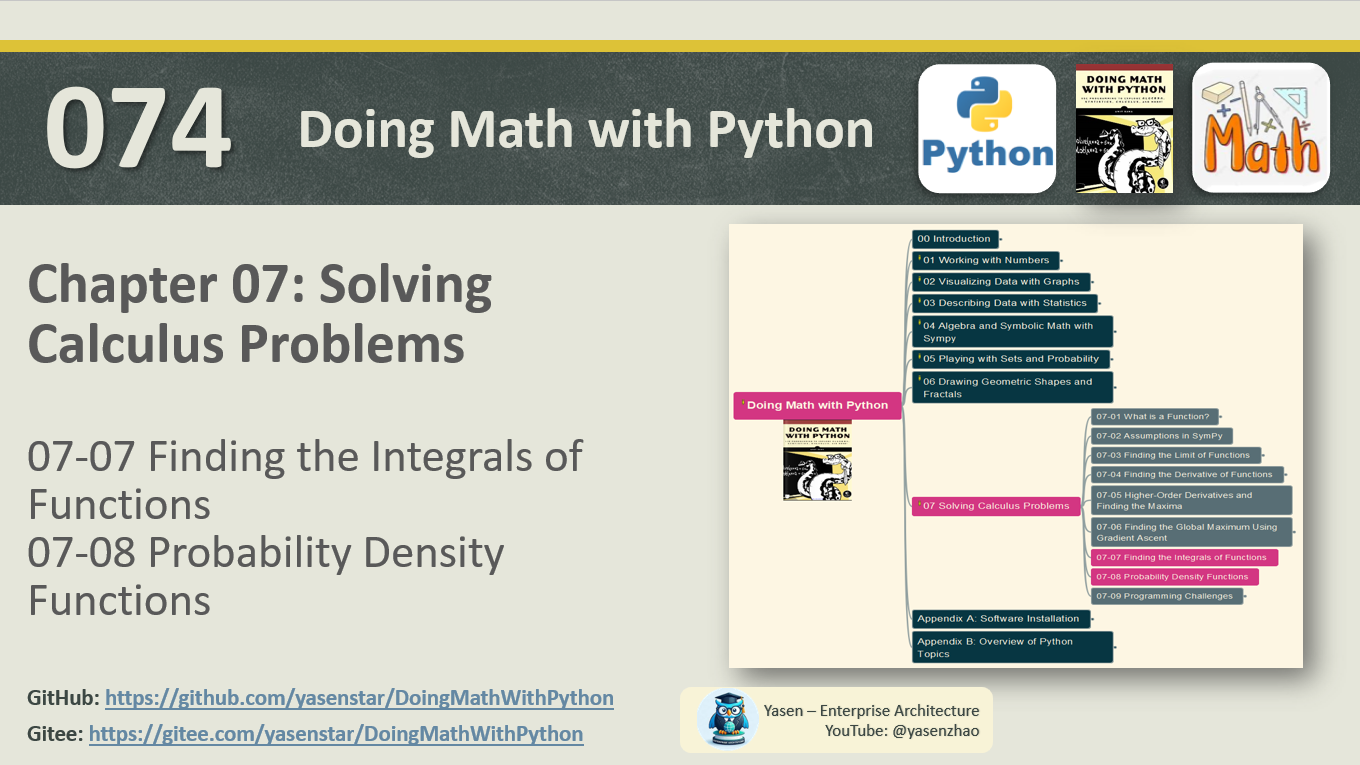 074
Doing Math with Python
Python
DOING MATH
WITH PYTHON
Math
Chapter 07: Solving
Calculus Problems
07-07 Finding the Integrals of
Functions
07-08 Probability Density
Functions
GitHub: https://github.com/yasenstar/DoingMathWithPython
Gitee: https://gitee.com/yasenstar/DoingMathWithPython
Doing Math with Python
DOING MATH
WITH PYTHON
00 Introduction
01 Working with Numbers
02 Visualizing Data with Graphs
03 Describing Data with Statistics
04 Algebra and Symbolic Math with
Sympy
05 Playing with Sets and Probability
06 Drawing Geometric Shapes and
Fractals
07 Solving Calculus Problems
07-01 What is a Function?
07-02 Assumptions in SymPy
07-03 Finding the Limit of Functions
07-04 Finding the Derivative of Functions
07-05 Higher-Order Derivatives and
Finding the Maxima
07-06 Finding the Global Maximum Using
Gradient Ascent
07-07 Finding the Integrals of Functions
07-08 Probability Density Functions
07-09 Programming Challenges
Appendix A: Software Installation
Appendix B: Overview of Python
Topics
Yasen – Enterprise Architecture
YouTube: @yasenzhao